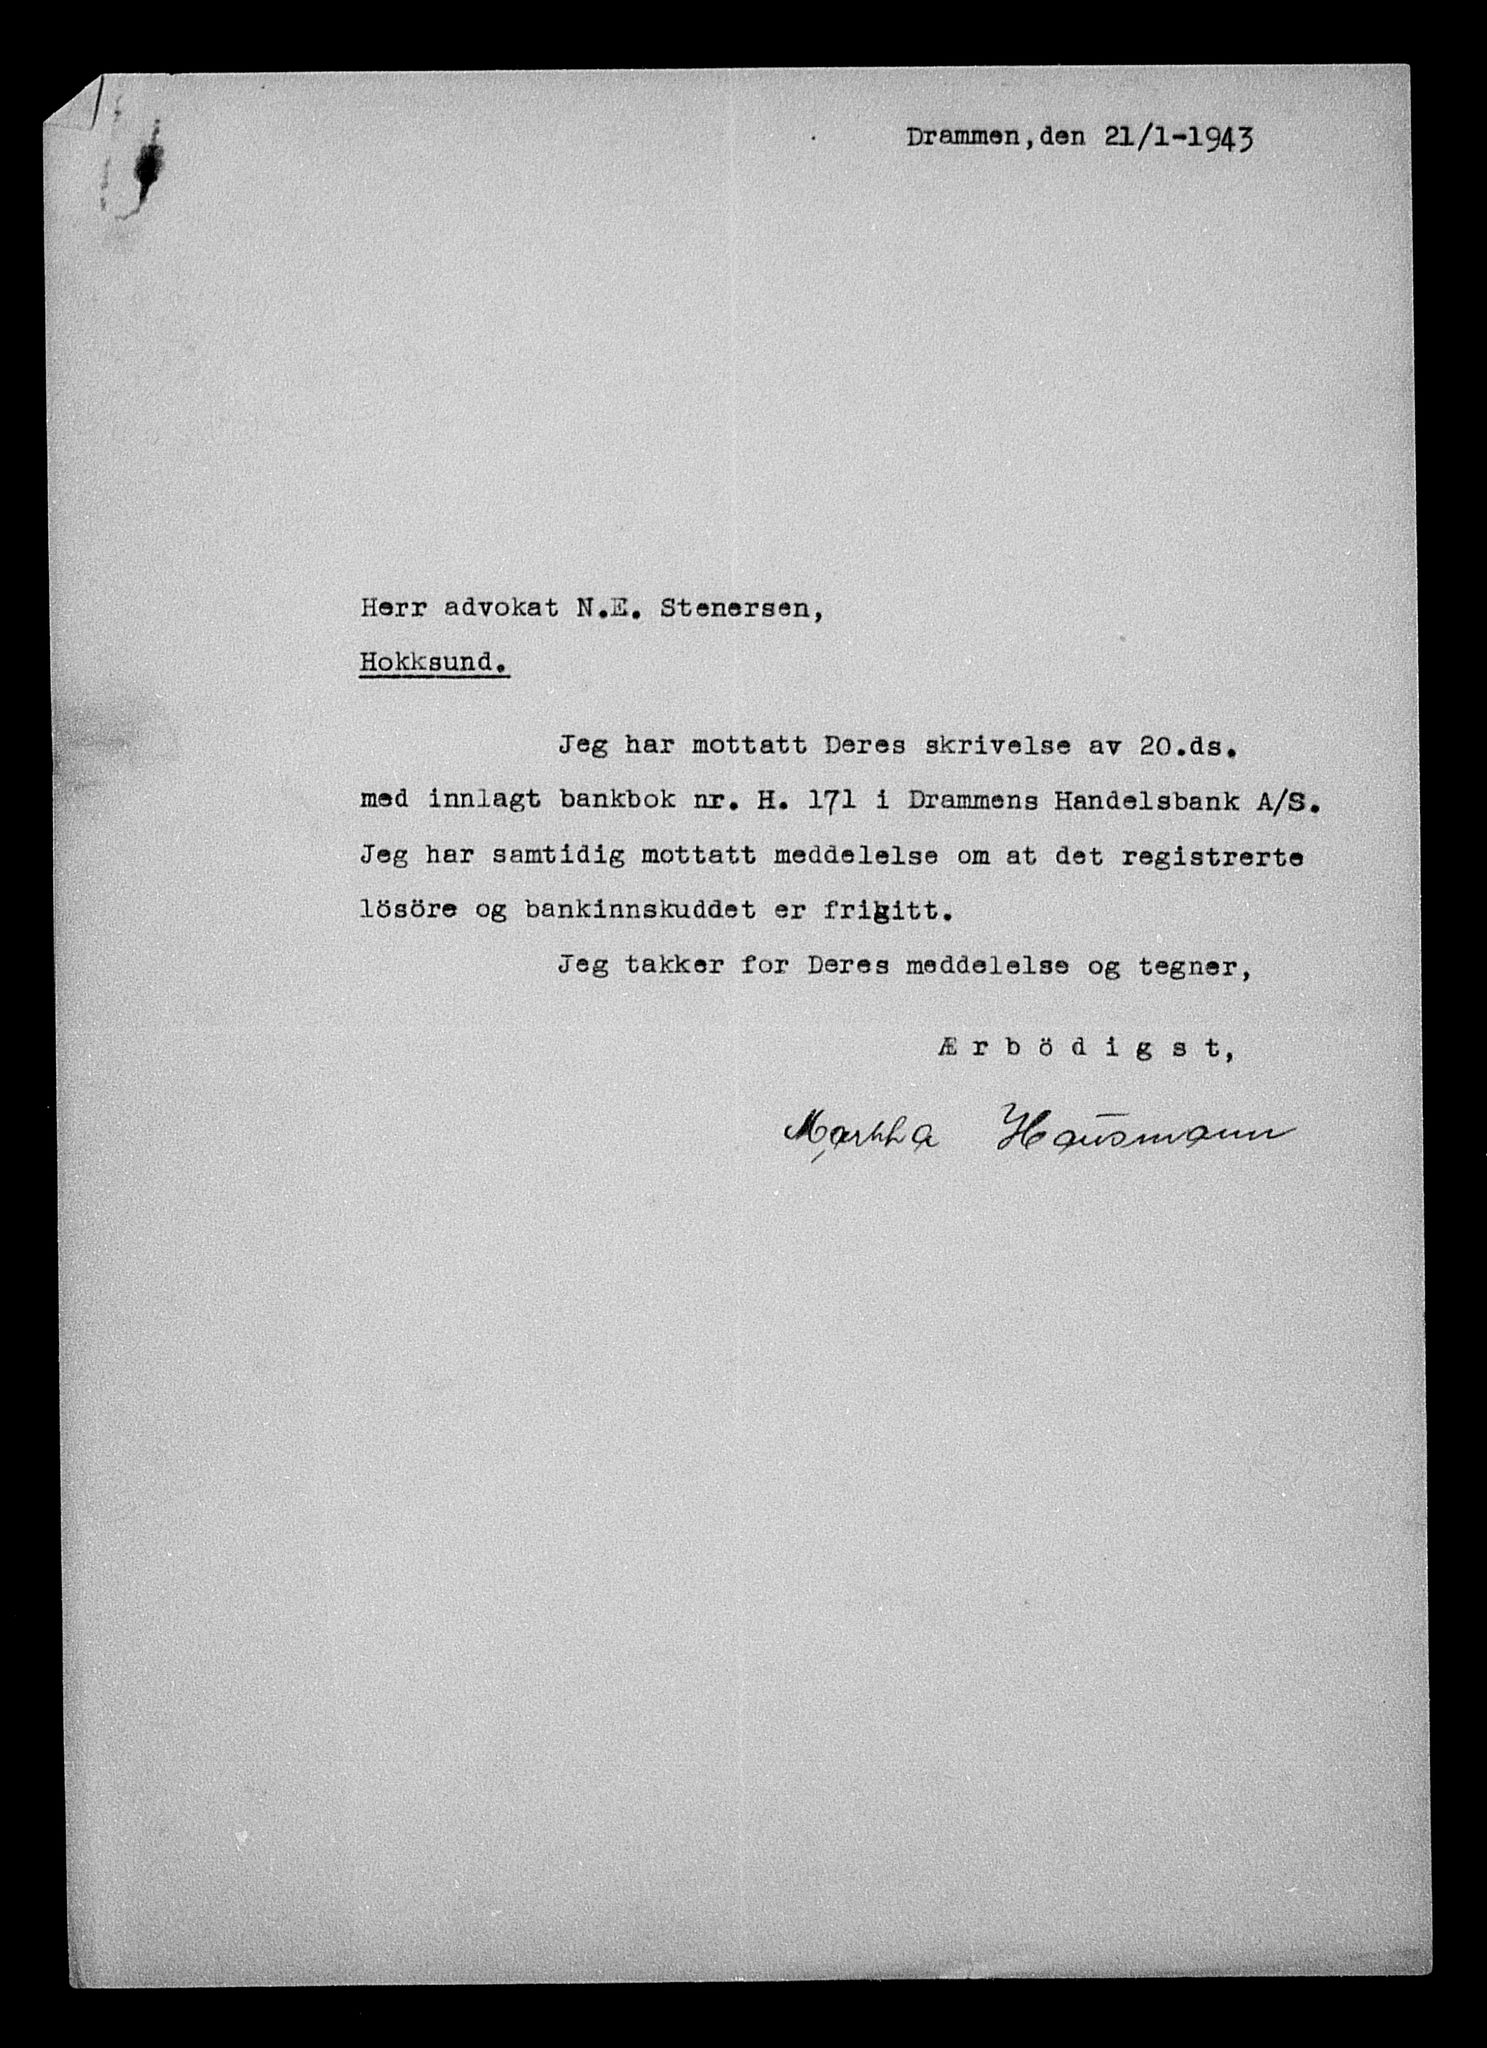 Drammen, den 21/1-1943
Herr advokat N.E. Stenersen,
Hokksund.
Jeg har mottatt Deres skrivelse av 20.ds.
med innlagt bankbok nr. H. 171 i Drammens Handelsbank A/S.
Jeg har samtidig mottatt meddelelse om at det registrerte
lösöre og bankinnskuddet er frigitt.
Jeg takker for Deres meddelelse og tegner,
Æ r b ö d i g s t,
Martha Hausmann